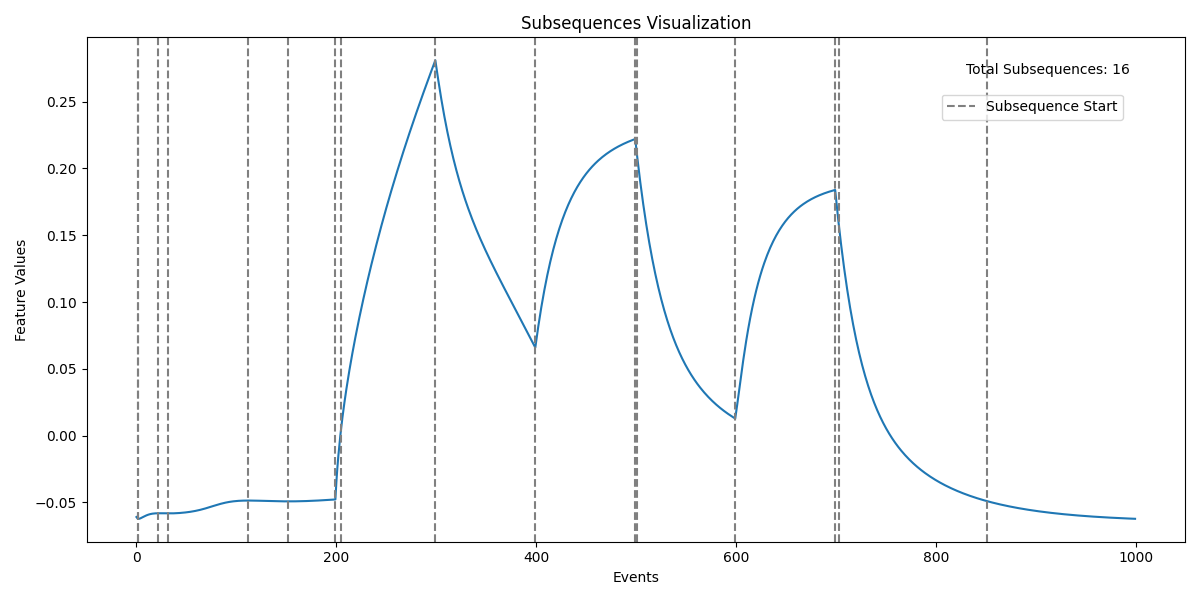 Subsequences Visualization
Total Subsequences: 16
Subsequence Start
Feature Values
0.25
0.20
0.15
0.10
0.05
0.00
−0.05
0
200
400
600
800
1000
Events